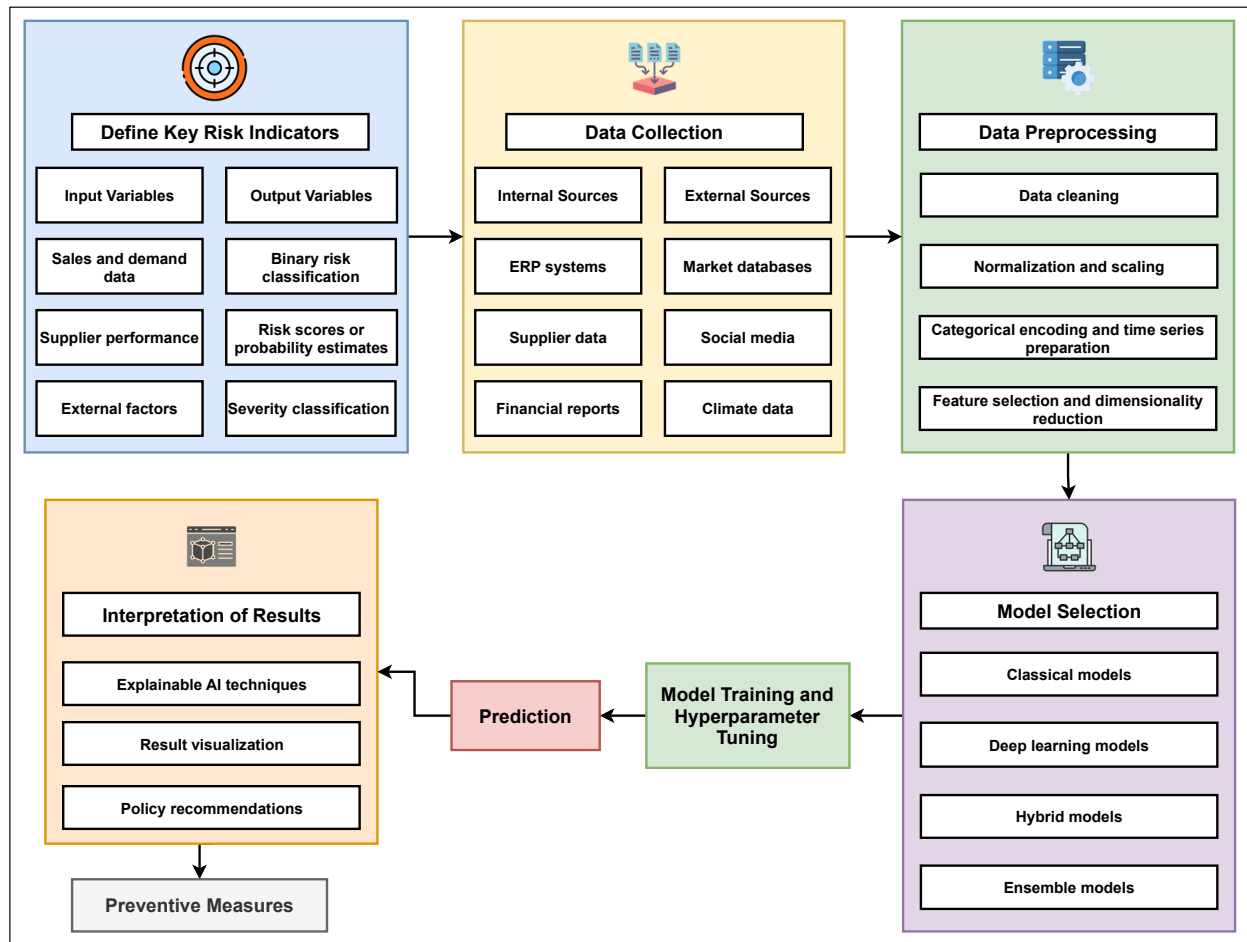 Define Key Risk Indicators
Input Variables
Output Variables
Sales and demand
data
Binary risk
classification
Supplier performance
Risk scores or
probability estimates
External factors
Severity classification
Data Collection
Internal Sources
External Sources
ERP systems
Market databases
Supplier data
Social media
Financial reports
Climate data
Data Preprocessing
Data cleaning
Normalization and scaling
Categorical encoding and time series
preparation
Feature selection and dimensionality
reduction
Model Selection
Classical models
Deep learning models
Hybrid models
Ensemble models
Model Training and
Hyperparameter
Tuning
Prediction
Interpretation of Results
Explainable AI techniques
Result visualization
Policy recommendations
Preventive Measures